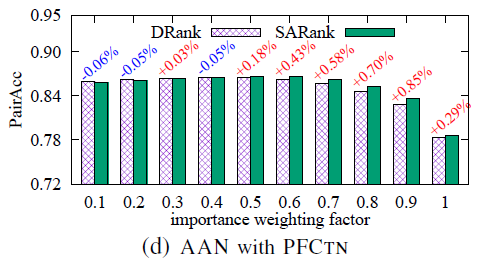 0.95
DRank SARank
0.90
-0.06% -0.05% +0.03% -0.05% +0.18% +0.43% +0.58% +0.70% +0.85% +0.29%
PairAcc
0.84
0.78
0.72
0.1 0.2 0.3 0.4 0.5 0.6 0.7 0.8 0.9 1
importance weighting factor
(d) AAN with PFCTN